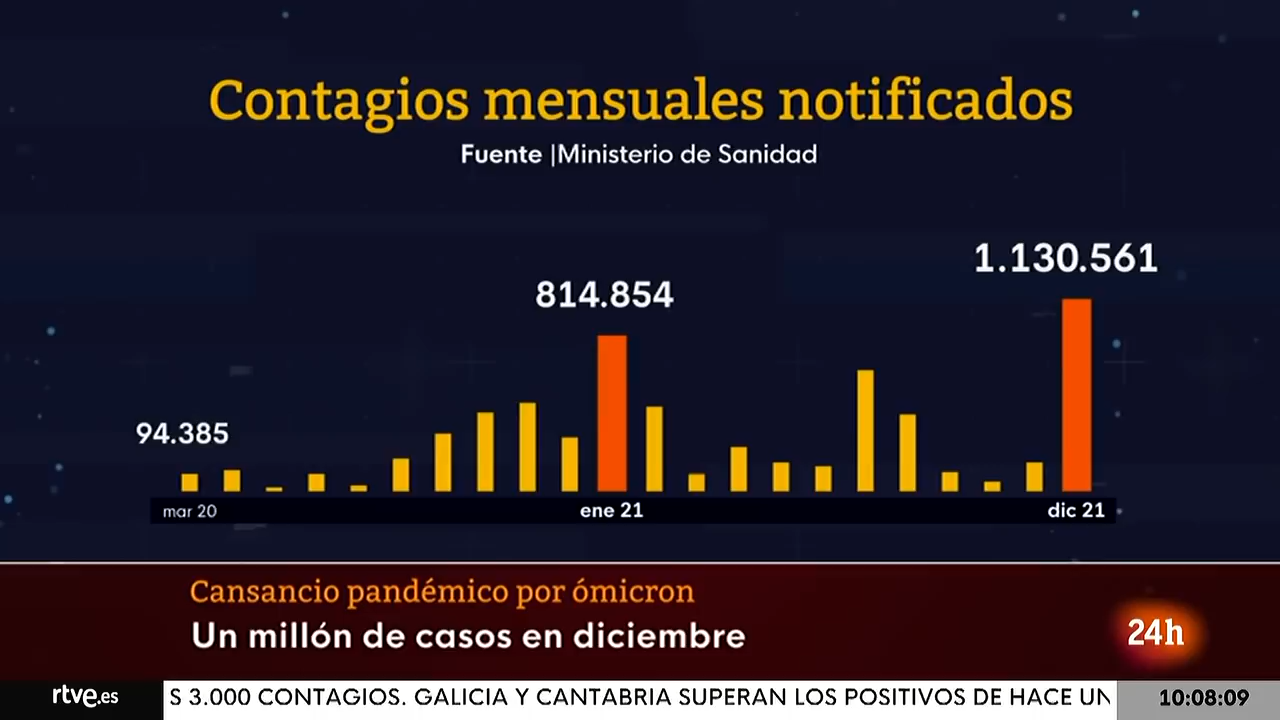 Contagios mensuales notificados
Fuente |Ministerio de Sanidad
1.130.561
814.854
94.385
mar 20
ene 21
dic 21
Cansancio pandémico por ómicron
Un millón de casos en diciembre
24h
rtve.es
S 3.000 CONTAGIOS. GALICIA Y CANTABRIA SUPERAN LOS POSITIVOS DE HACE UN
10:08:09